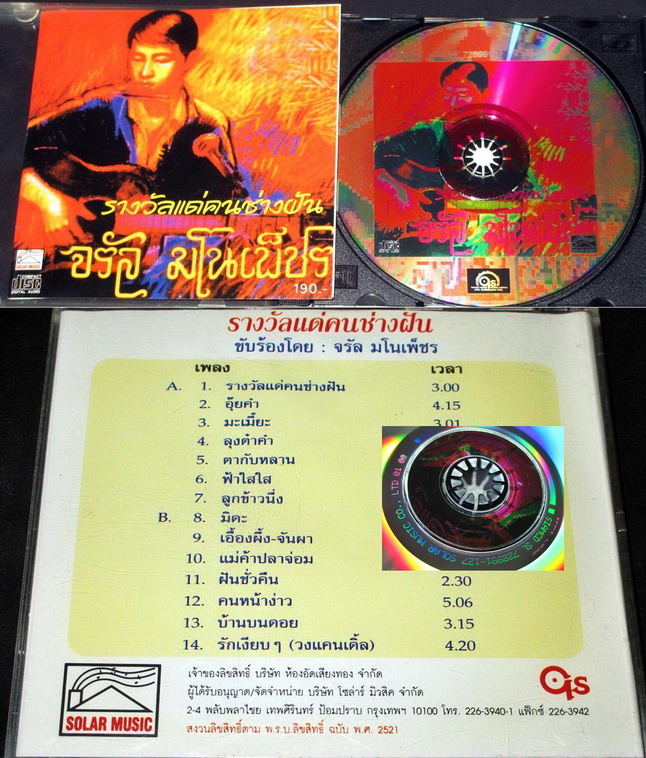 รางวัลแด่คนช่างฝัน
จรัล มโนเพ็ชร
190.-
SOLAR MUSIC
COMPACT
disc
DIGITAL AUDIO
รางวัลแด่คนช่างฝัน
ขับร้องโดย : จรัล มโนเพ็ชร
เพลง เวลา
A. 1. รางวัลแด่คนช่างฝัน 3.00
2. อุ๊ยคำ 4.15
3. มะเมี๊ยะ 3.01
4. ลุงต๋าคำ
5. ตากับหลาน
6. ฟ้าใสใส
7. ลูกข้าวนึ่ง
B. 8. มิดะ
9. เอื้องผึ้ง-จันผา
10. แม่ค้าปลาจ่อม
11. ฝันชั่วคืน 2.30
12. คนหน้าง่าว 5.06
13. บ้านบนดอย 3.15
14. รักเงียบ ๆ (วงแคนเดิ้ล) 4.20
STAMCD SL 728991-127 SOLAR MUSIC CO., LTD 01
SOLAR MUSIC
เจ้าของลิขสิทธิ์ บริษัท ห้องอัดเสียงทอง จำกัด
ผู้ได้รับอนุญาต/จัดจำหน่าย บริษัท โซล่าร์ มิวสิค จำกัด
2-4 พลับพลาไชย เทพศิรินทร์ ป้อมปราบ กรุงเทพฯ 10100 โทร. 226-3940-1 แฟ็กซ์ 226-3942
สงวนลิขสิทธิ์ตาม พ.ร.บ.ลิขสิทธิ์ ฉบับ พ.ศ. 2521